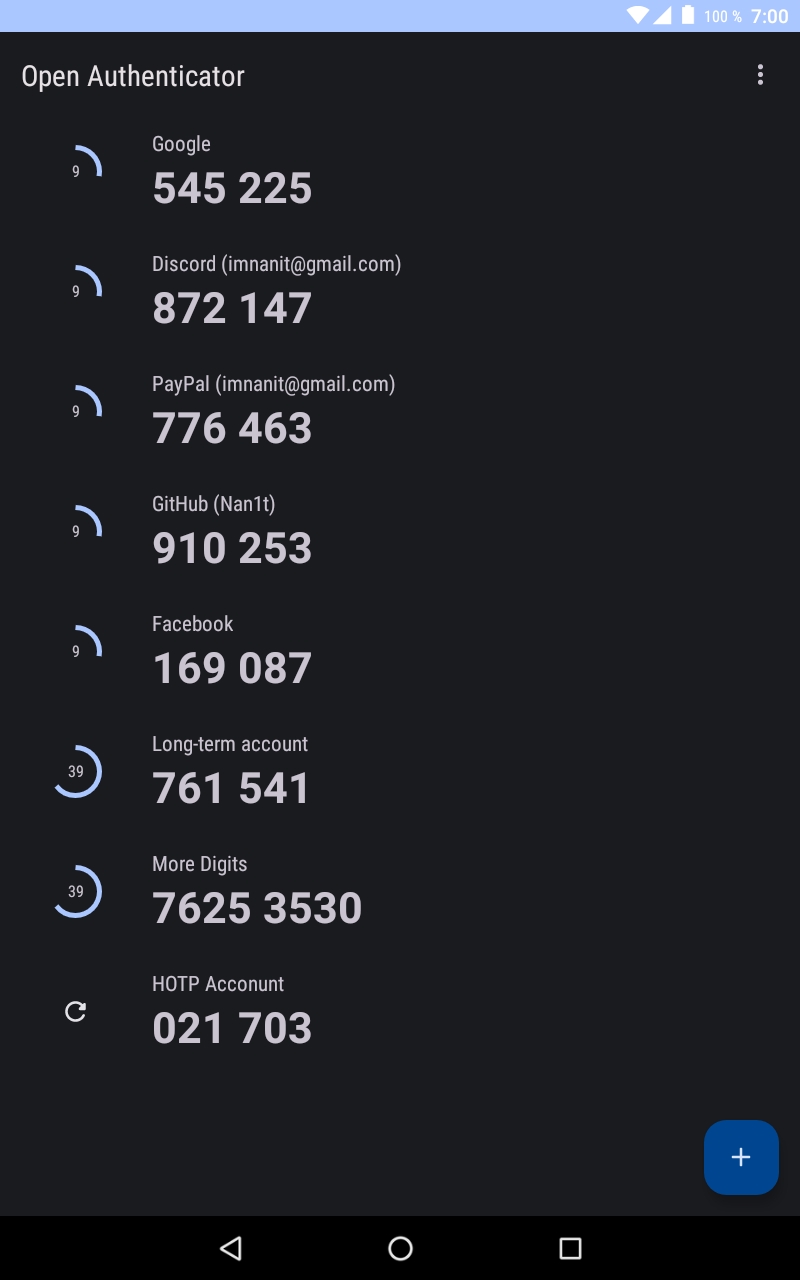 100 % 7:00
Open Authenticator
Google
9
545 225
Discord (imnanit@gmail.com)
9
872 147
PayPal (imnanit@gmail.com)
9
776 463
GitHub (Nan1t)
9
910 253
Facebook
9
169 087
Long-term account
39
761 541
More Digits
39
7625 3530
HOTP Acconunt
021 703